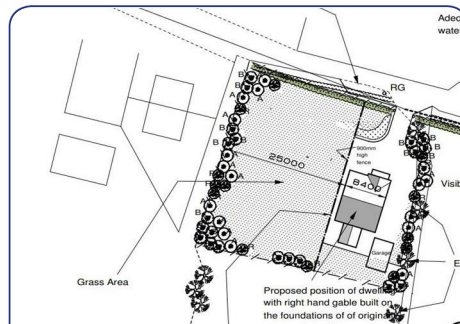 Adec
wate
RG
B
A
900mm
high
fence
25000
8400
Visib
Garage
E
Grass Area
Proposed position of dwelli
with right hand gable built on
the foundations of of origina